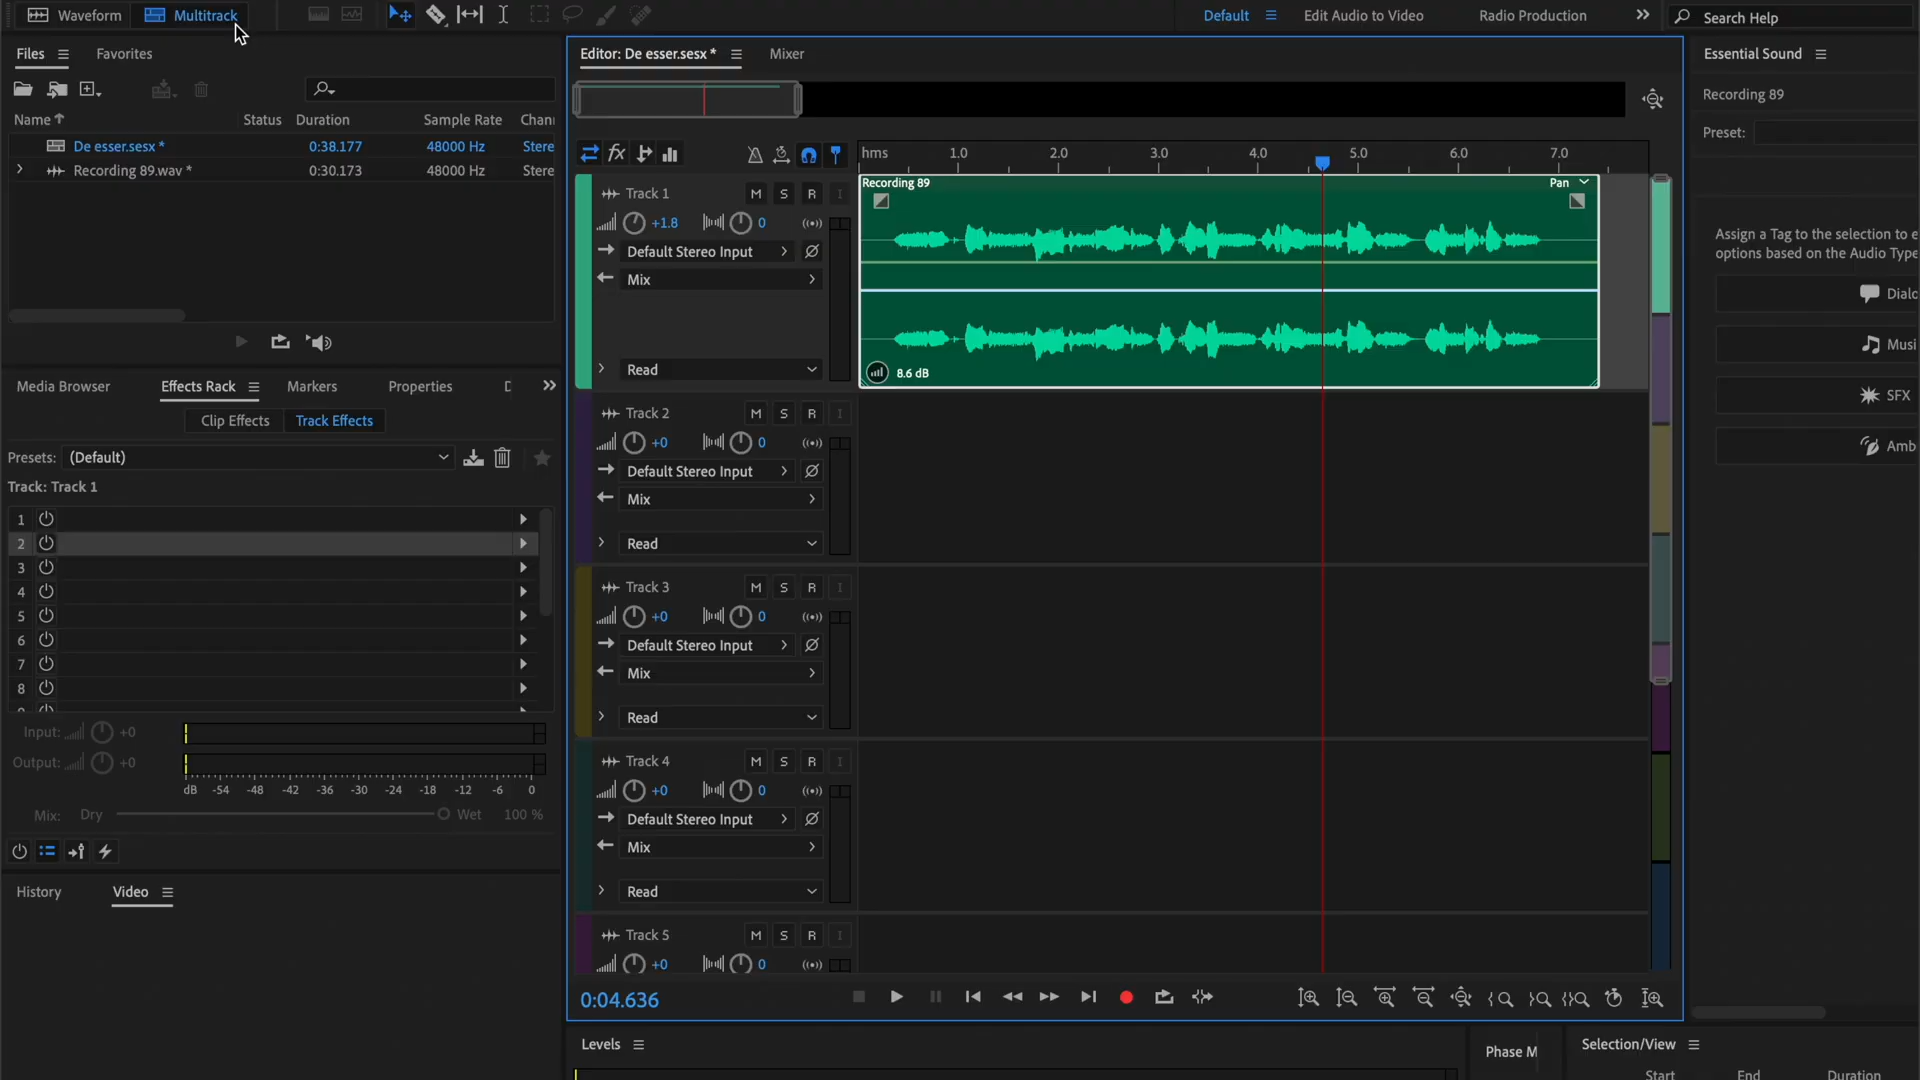 Waveform Multitrack Default Edit Audio to Video Radio Production Search Help
Files Favorites
Name Status Duration Sample Rate Chann
De esser.sesx * 0:38.177 48000 Hz Stere
Recording 89.wav * 0:30.173 48000 Hz Stere
Media Browser Effects Rack Markers Properties D
Clip Effects Track Effects
Presets: (Default)
Track: Track 1
1
2
3
4
5
6
7
8
Input: +0
Output: +0
dB -54 -48 -42 -36 -30 -24 -18 -12 -6 0
Mix: Dry Wet 100 %
History Video
Editor: De esser.sesx * Mixer
fx hms 1.0 2.0 3.0 4.0 5.0 6.0 7.0
Track 1 M S R I
+1.8 0
Default Stereo Input
Mix
Read
Recording 89 Pan
8.6 dB
Track 2 M S R I
+0 0
Default Stereo Input
Mix
Read
Track 3 M S R I
+0 0
Default Stereo Input
Mix
Read
Track 4 M S R I
+0 0
Default Stereo Input
Mix
Read
Track 5 M S R I
+0 0
0:04.636
Levels
Phase M
Selection/View
Start End Duration
Essential Sound
Recording 89
Preset:
Assign a Tag to the selection to e
options based on the Audio Type
Dialo
Musi
SFX
Amb